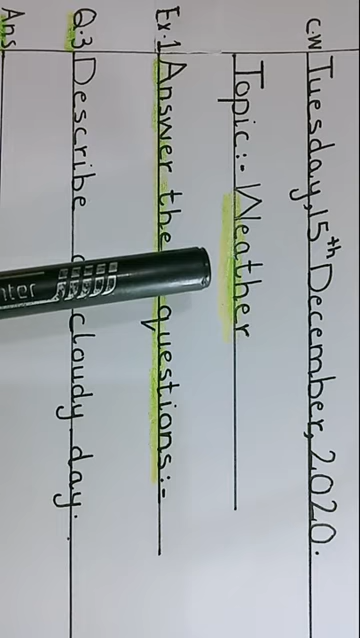 C.W Tuesday, 15th December, 2020.
Topic:- Weather
Ex.1 Answer the questions:-
Q.3 Describe cloudy day.
Ans